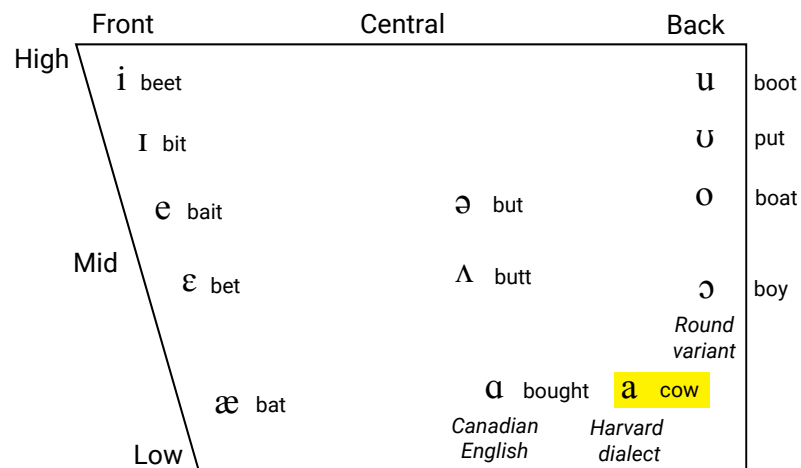 Front Central Back
High
i beet u boot
ɪ bit ʊ put
e bait ə but o boat
Mid
ɛ bet ʌ butt ɔ boy
Round
variant
æ bat ɑ bought a cow
Canadian
English
Harvard
dialect
Low